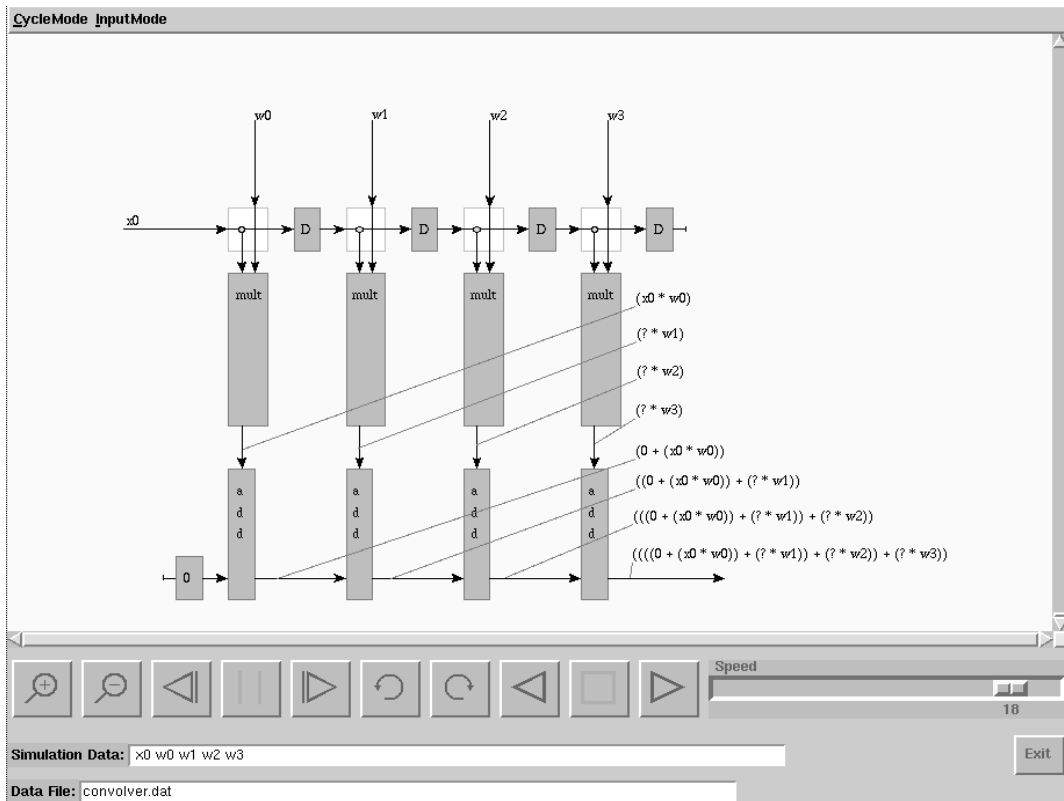 CycleMode InputMode
w0 w1 w2 w3
x0
D D D D
mult mult mult mult
(x0 * w0)
(? * w1)
(? * w2)
(? * w3)
(0 + (x0 * w0))
((0 + (x0 * w0)) + (? * w1))
(((0 + (x0 * w0)) + (? * w1)) + (? * w2))
((((0 + (x0 * w0)) + (? * w1)) + (? * w2)) + (? * w3))
a a a a
d d d d
d d d d
0
Speed
18
Simulation Data: x0 w0 w1 w2 w3
Exit
Data File: convolver.dat